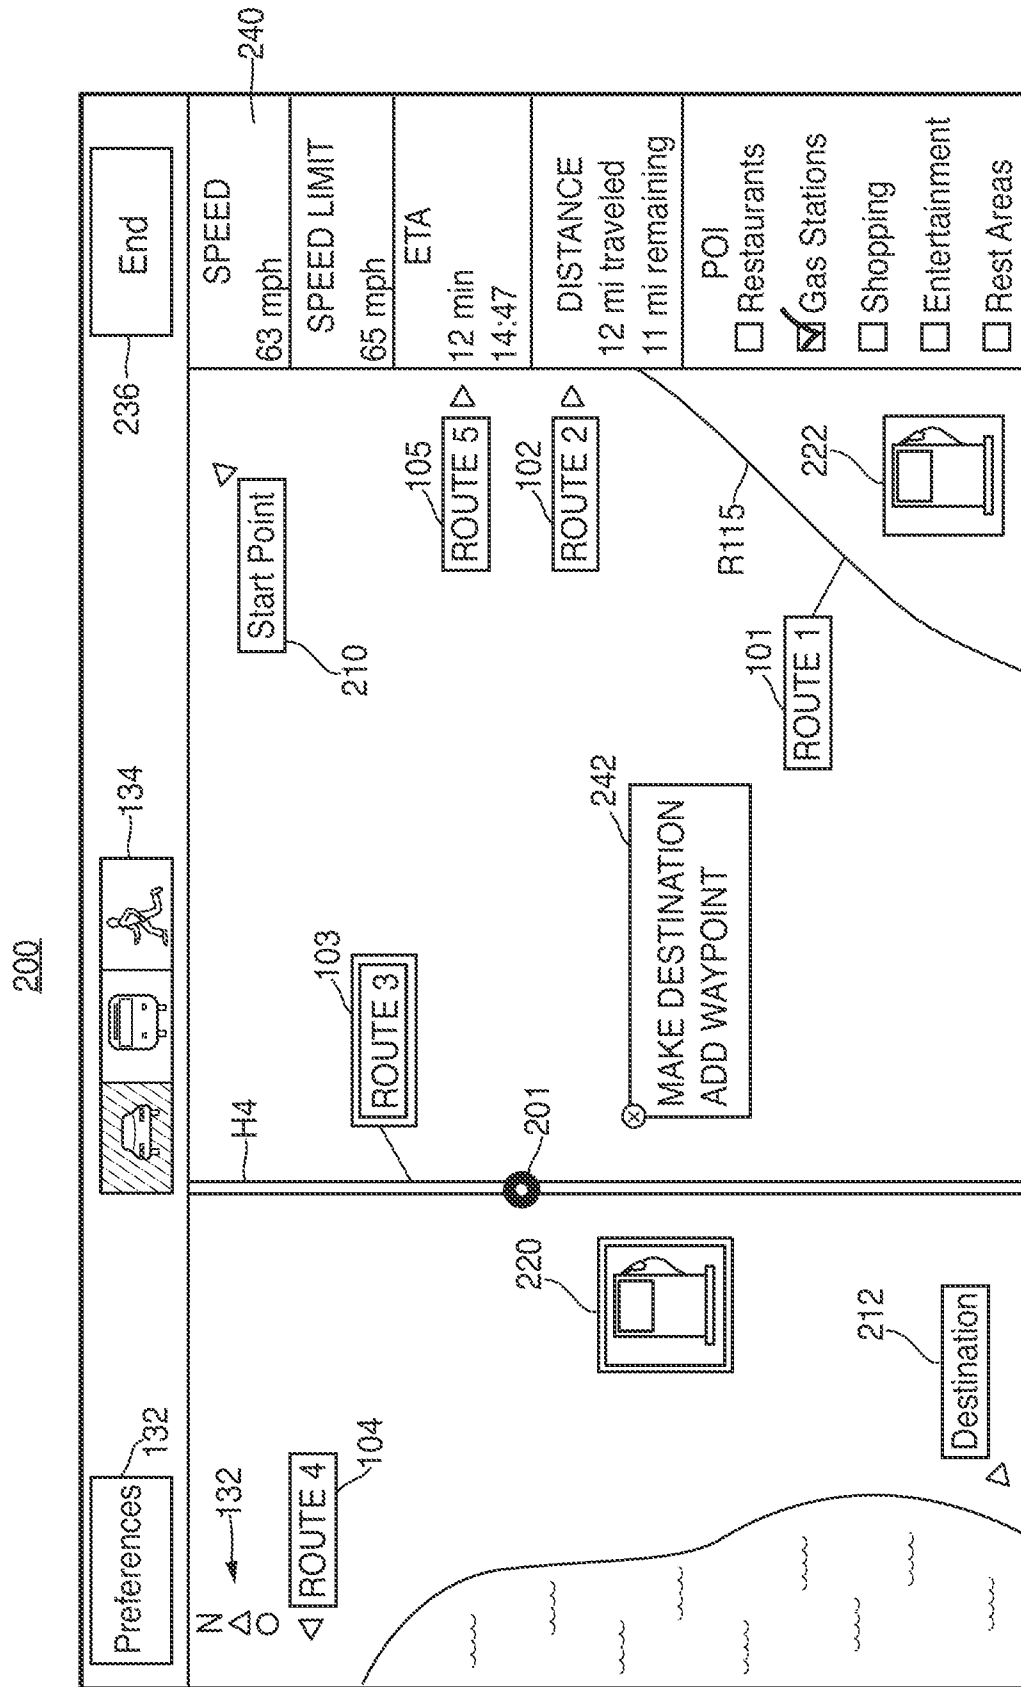 200
Preferences
132
134
End
236
N
132
ROUTE 4
104
H4
ROUTE 3
103
Start Point
210
SPEED
63 mph
240
SPEED LIMIT
65 mph
ETA
12 min
14:47
DISTANCE
12 mi traveled
11 mi remaining
POI
Restaurants
Gas Stations
Shopping
Entertainment
Rest Areas
201
105
ROUTE 5
102
ROUTE 2
220
242
MAKE DESTINATION
ADD WAYPOINT
X
R115
101
ROUTE 1
222
212
Destination